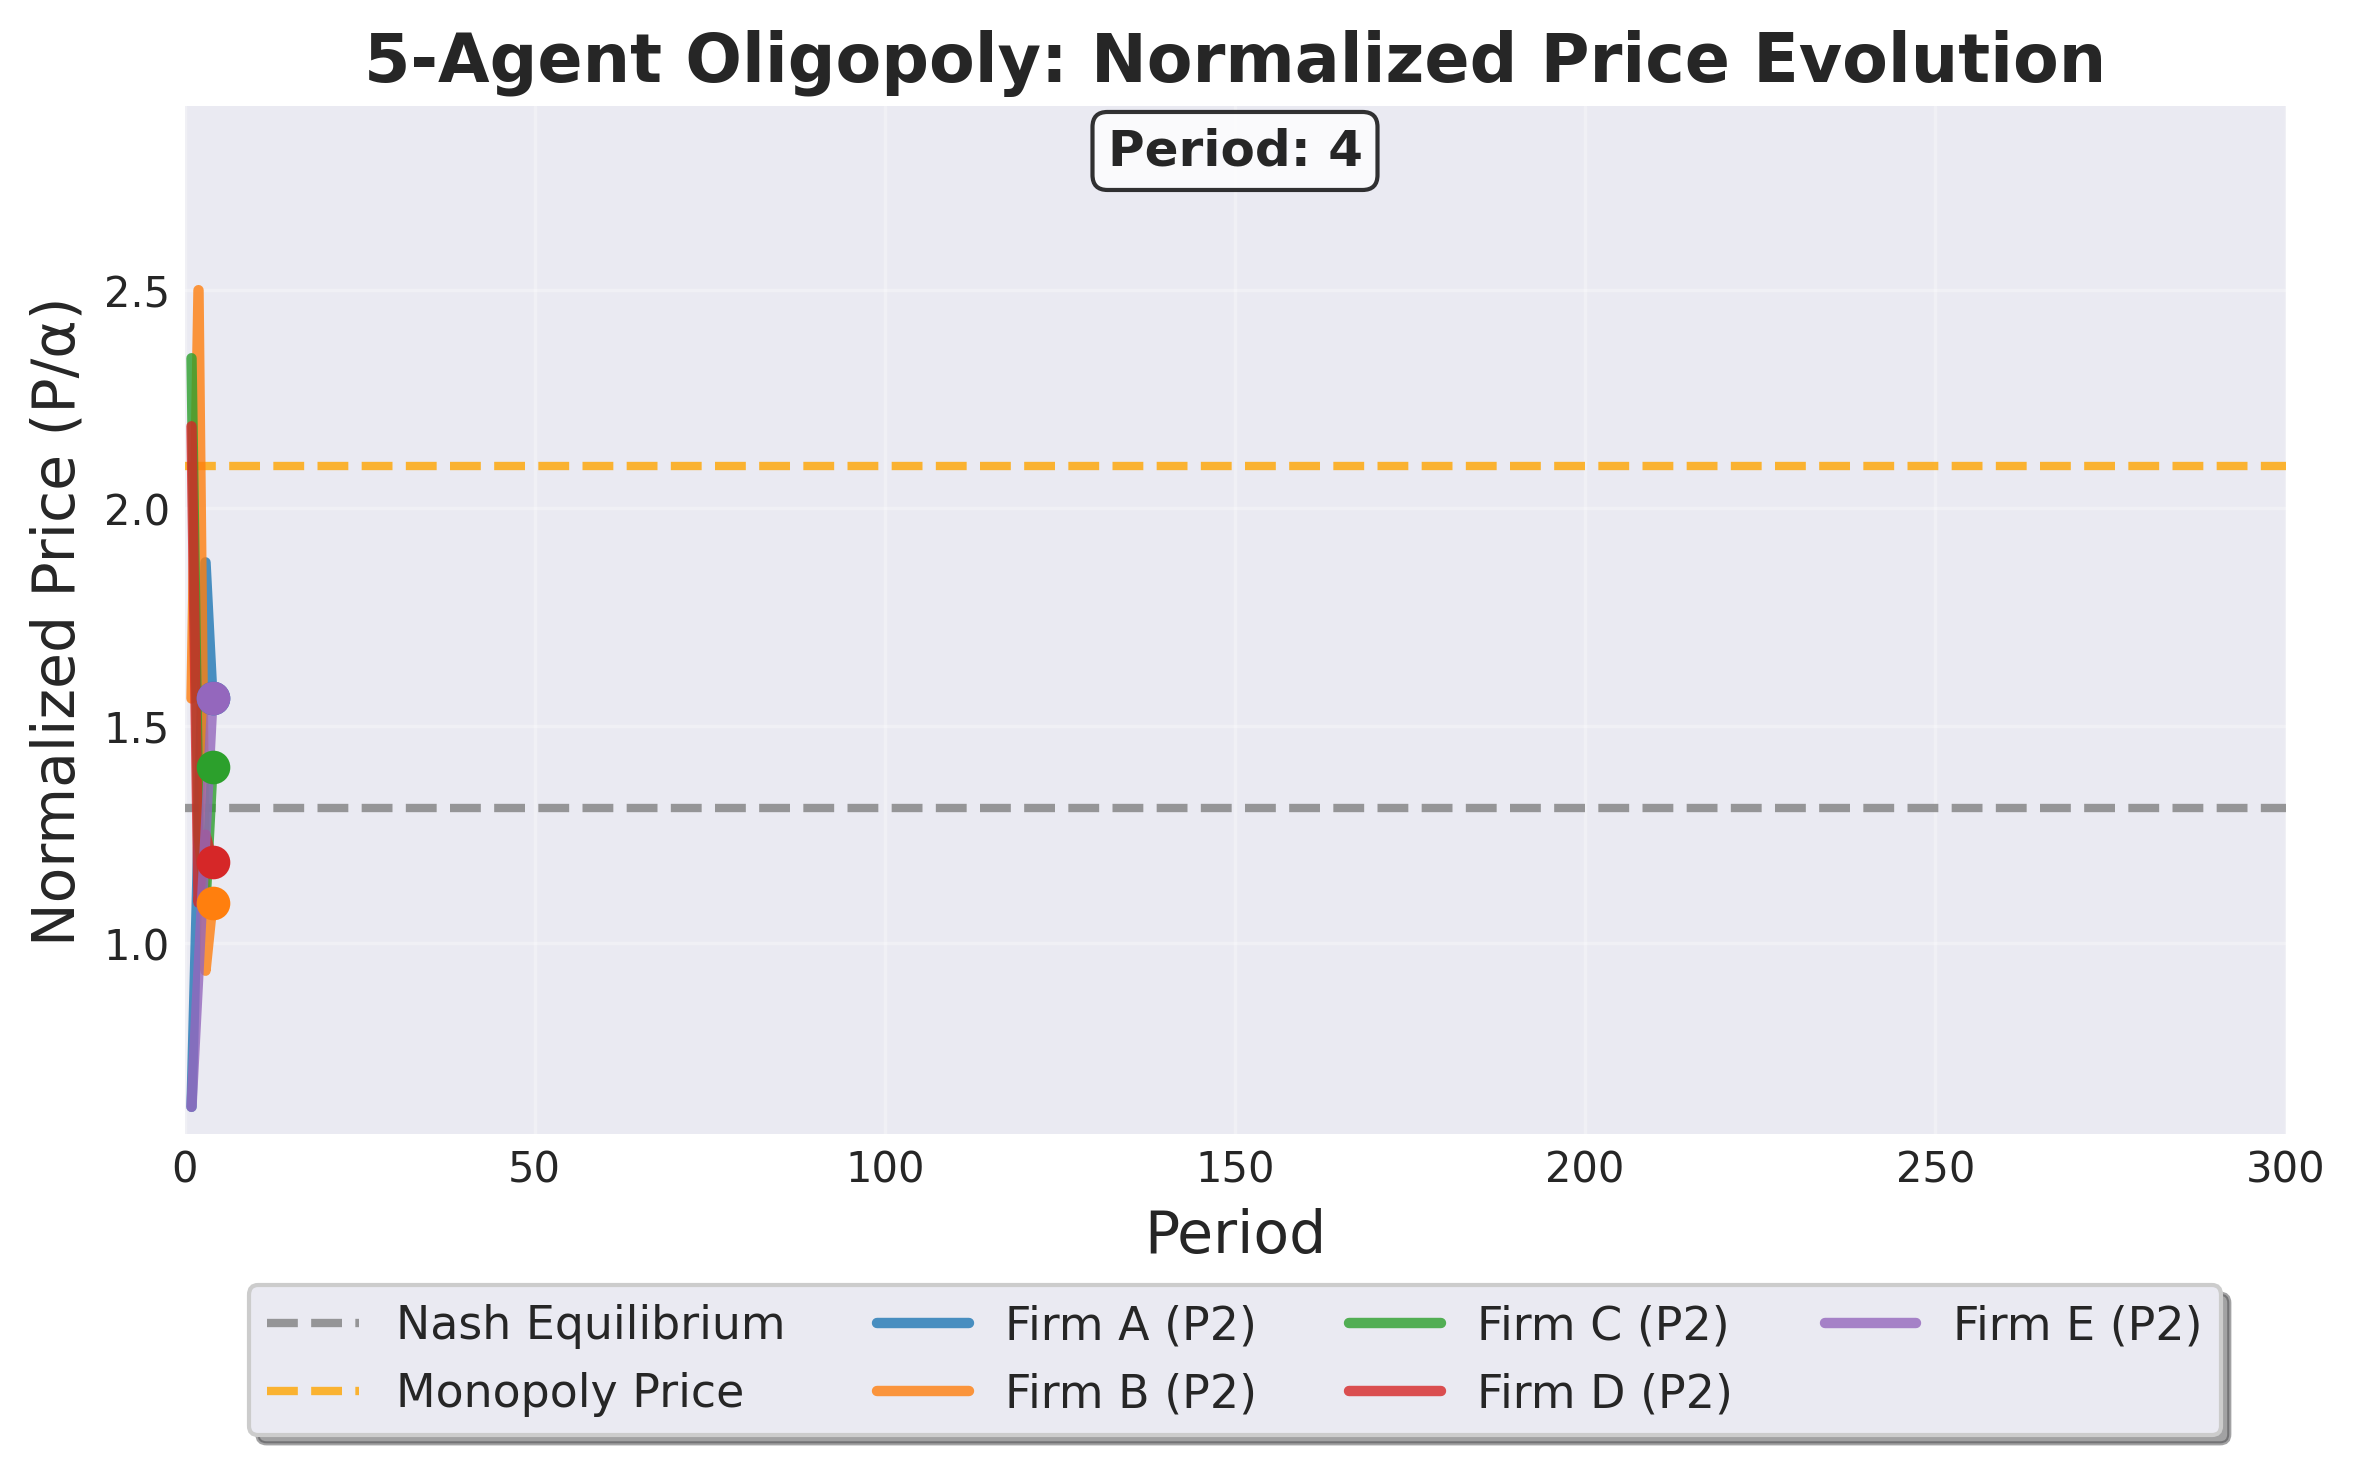 5-Agent Oligopoly: Normalized Price Evolution
Period: 4
Normalized Price (P/α)
2.5
2.0
1.5
1.0
0 50 100 150 200 250 300
Period
Nash Equilibrium Firm A (P2) Firm C (P2) Firm E (P2)
Monopoly Price Firm B (P2) Firm D (P2)